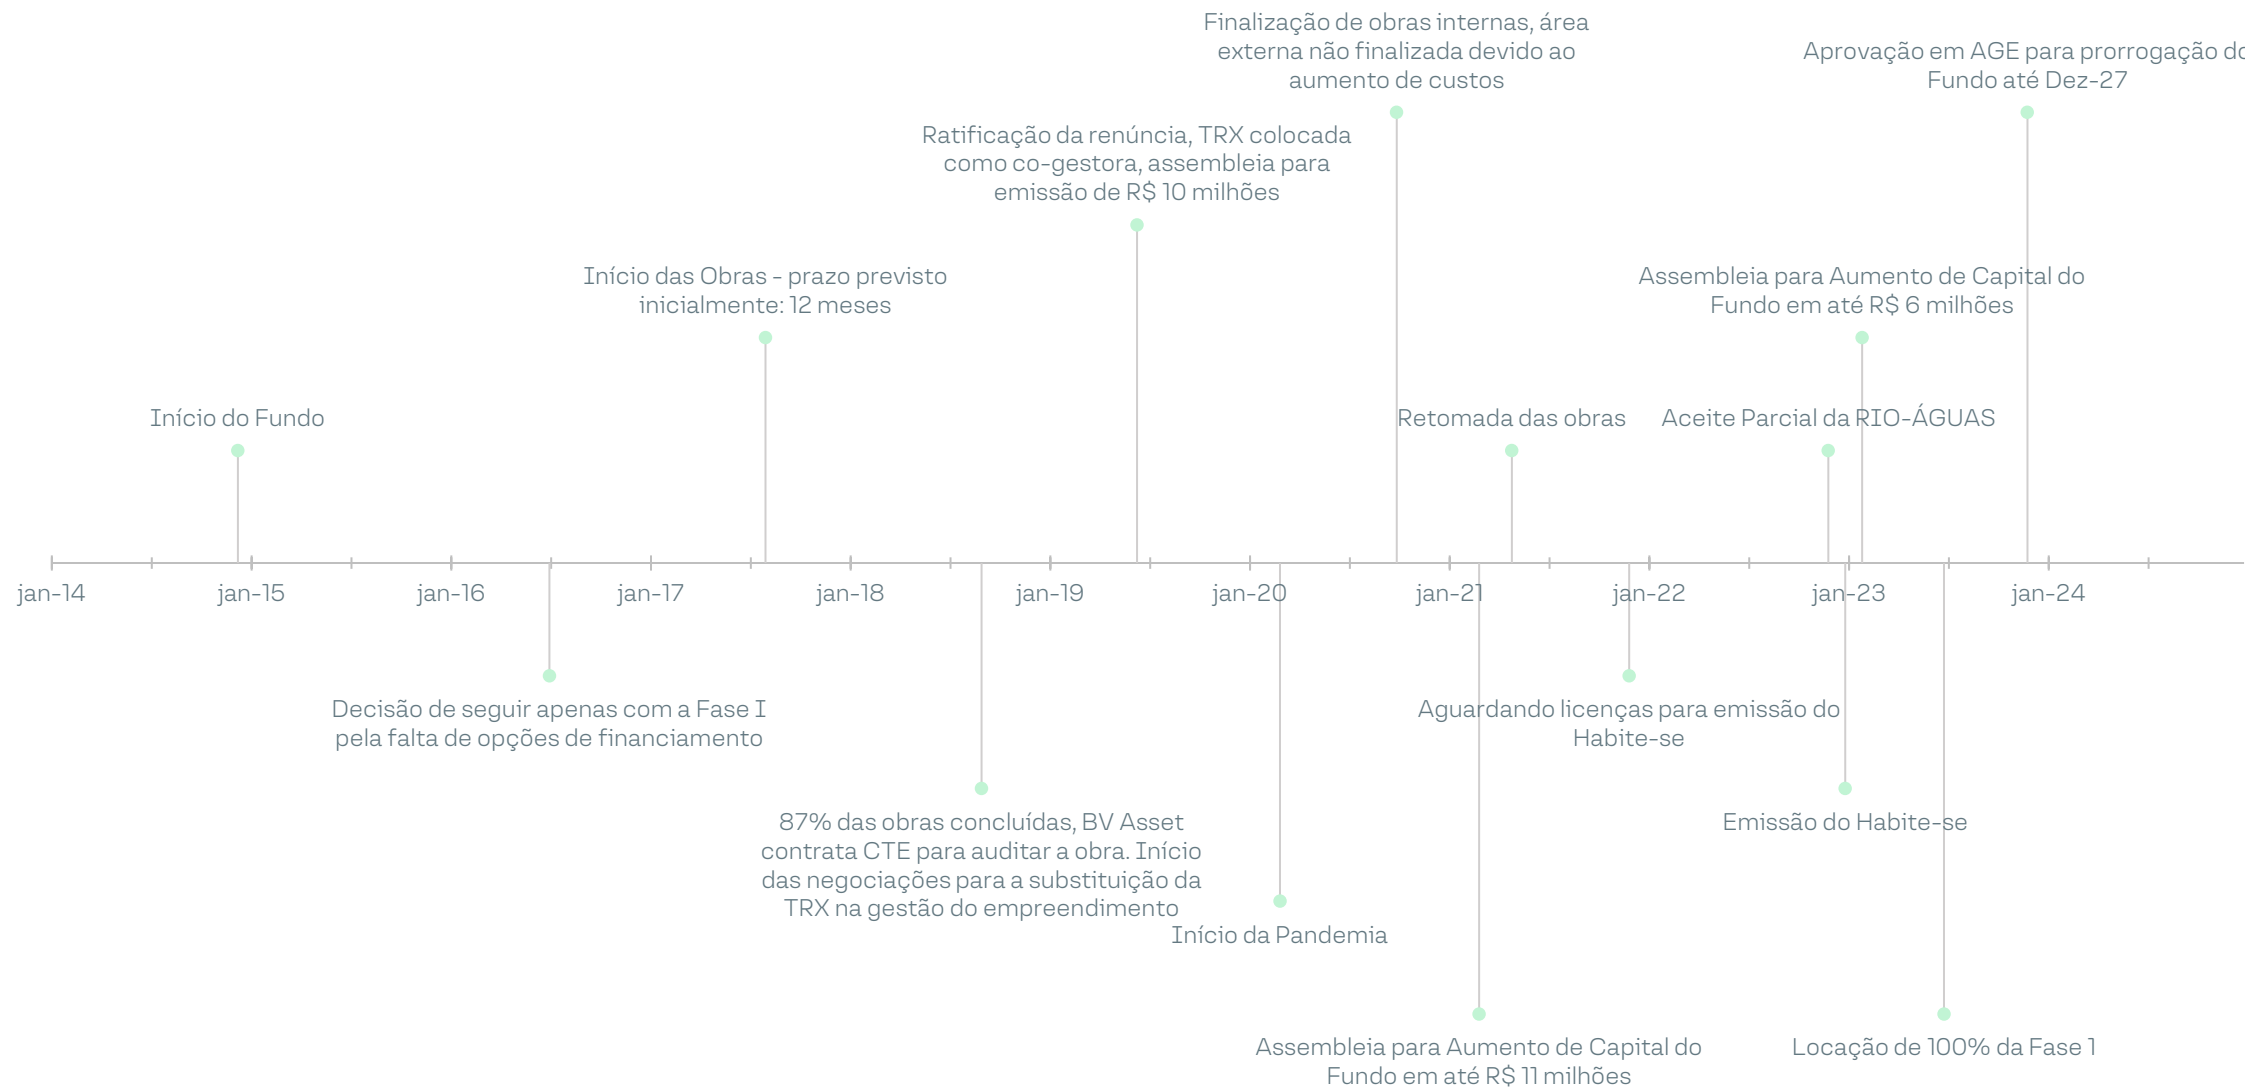 Finalização de obras internas, área
externa não finalizada devido ao
aumento de custos
Aprovação em AGE para prorrogação do
Fundo até Dez-27
Ratificação da renúncia, TRX colocada
como co-gestora, assembleia para
emissão de R$ 10 milhões
Início das Obras - prazo previsto
inicialmente: 12 meses
Assembleia para Aumento de Capital do
Fundo em até R$ 6 milhões
Início do Fundo
Retomada das obras
Aceite Parcial da RIO-ÁGUAS
jan-14
jan-15
jan-16
jan-17
jan-18
jan-19
jan-20
jan-21
jan-22
jan-23
jan-24
Decisão de seguir apenas com a Fase I
pela falta de opções de financiamento
Aguardando licenças para emissão do
Habite-se
87% das obras concluídas, BV Asset
contrata CTE para auditar a obra. Início
das negociações para a substituição da
TRX na gestão do empreendimento
Emissão do Habite-se
Início da Pandemia
Assembleia para Aumento de Capital do
Fundo em até R$ 11 milhões
Locação de 100% da Fase 1